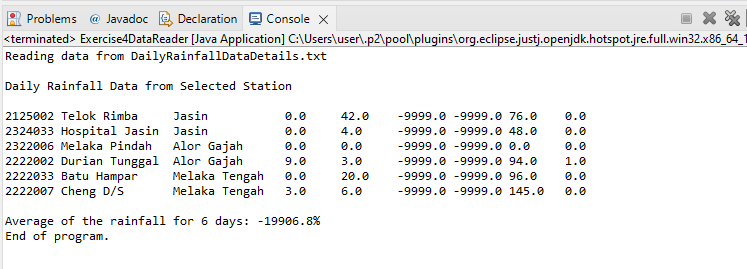 Problems @ Javadoc Declaration Console
<terminated> Exercise4DataReader [Java Application] C:\Users\user\.p2\pool\plugins\org.eclipse.justj.openjdk.hotspot.jre.full.win32.x86_64_1
Reading data from DailyRainfallDataDetails.txt
Daily Rainfall Data from Selected Station
2125002 Telok Rimba Jasin 0.0 42.0 -9999.0 -9999.0 76.0 0.0
2324033 Hospital Jasin Jasin 0.0 4.0 -9999.0 -9999.0 48.0 0.0
2322006 Melaka Pindah Alor Gajah 0.0 0.0 -9999.0 -9999.0 0.0 0.0
2222002 Durian Tunggal Alor Gajah 9.0 3.0 -9999.0 -9999.0 94.0 1.0
2222033 Batu Hampar Melaka Tengah 0.0 20.0 -9999.0 -9999.0 96.0 0.0
2222007 Cheng D/S Melaka Tengah 3.0 6.0 -9999.0 -9999.0 145.0 0.0
Average of the rainfall for 6 days: -19906.8%
End of program.